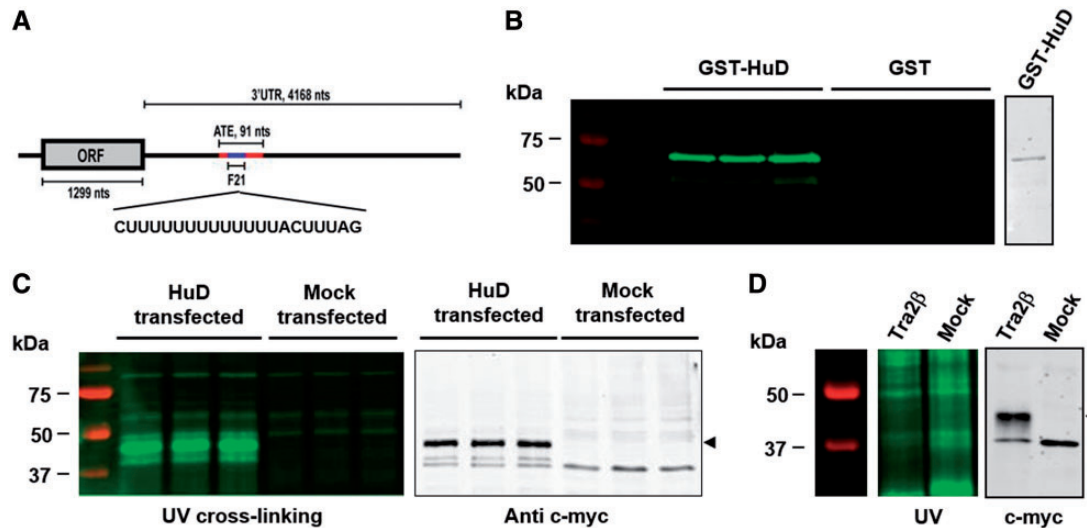 A
3'UTR, 4168 nts
ATE, 91 nts
ORF
F21
1299 nts
CUUUUUUUUUUUUUACUUUAG
B
GST-HuD GST GST-HuD
kDa
75
50
C
HuD transfected Mock transfected HuD transfected Mock transfected
kDa
75
50
37
UV cross-linking Anti c-myc
D
Tra2β Mock Tra2β Mock
kDa
50
37
UV c-myc